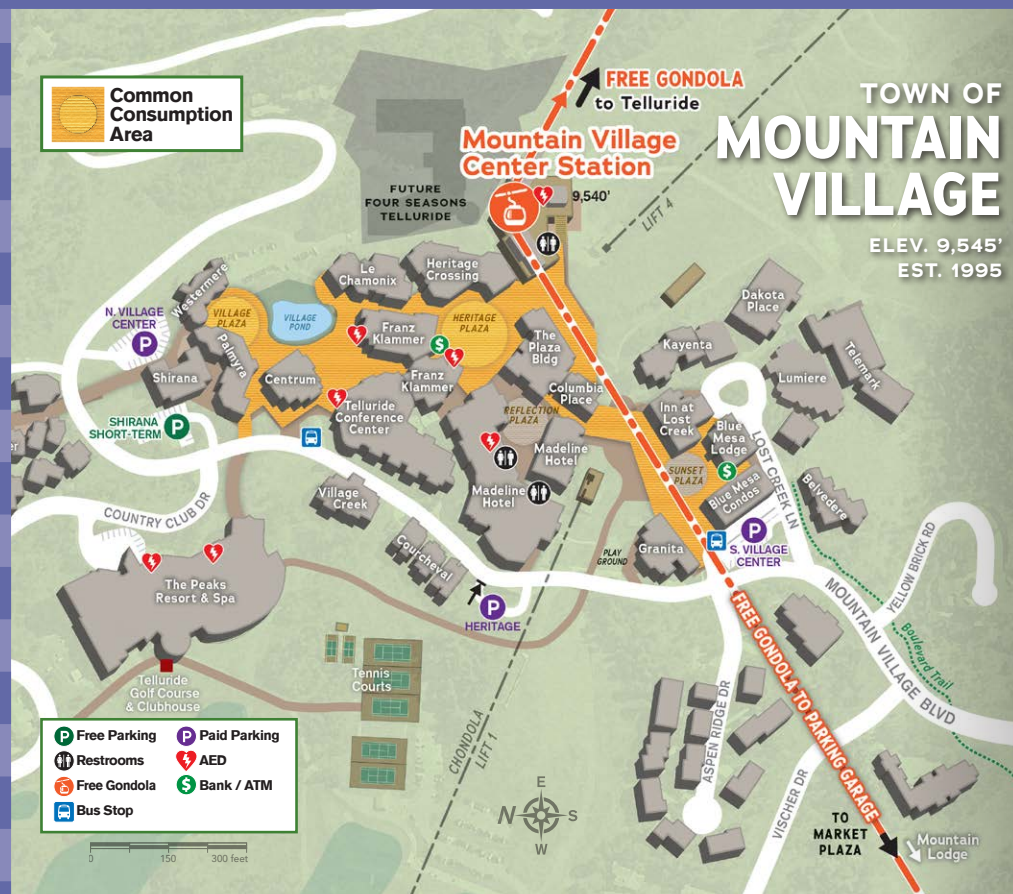 Common
Consumption
Area
FREE GONDOLA
to Telluride
TOWN OF
MOUNTAIN
VILLAGE
ELEV. 9,545’
EST. 1995
Mountain Village
Center Station
9,540'
LIFT 4
FUTURE
FOUR SEASONS
TELLURIDE
Westermere
Le
Chamonix
Heritage
Crossing
Dakota
Place
N. VILLAGE
CENTER
P
VILLAGE
PLAZA
VILLAGE
POND
Franz
Klammer
HERITAGE
PLAZA
The
Plaza
Bldg
Kayenta
Telemark
Palmyra
$
Shirana
Centrum
Franz
Klammer
Columbia
Place
Lumiere
SHIRANA
SHORT-TERM
P
Telluride
Conference
Center
REFLECTION
PLAZA
Inn at
Lost
Creek
Blue
Mesa
Lodge
LOST CREEK LN
er
Madeline
Hotel
SUNSET
PLAZA
$
Madeline
Hotel
Blue Mesa
Condos
Belvedere
Village
Creek
COUNTRY CLUB DR
P
S. VILLAGE
CENTER
Courcheval
PLAY
GROUND
Granita
YELLOW BRICK RD
The Peaks
Resort & Spa
P
HERITAGE
MOUNTAIN VILLAGE BLVD
Boulevard Trail
FREE GONDOLA TO PARKING GARAGE
Telluride
Golf Course
& Clubhouse
Tennis
Courts
ASPEN RIDGE DR
CHONDOLA
LIFT 1
VISCHER DR
P Free Parking
P Paid Parking
Restrooms
AED
Free Gondola
$ Bank / ATM
Bus Stop
0 150 300 feet
E
N S
W
TO
MARKET
PLAZA
Mountain
Lodge